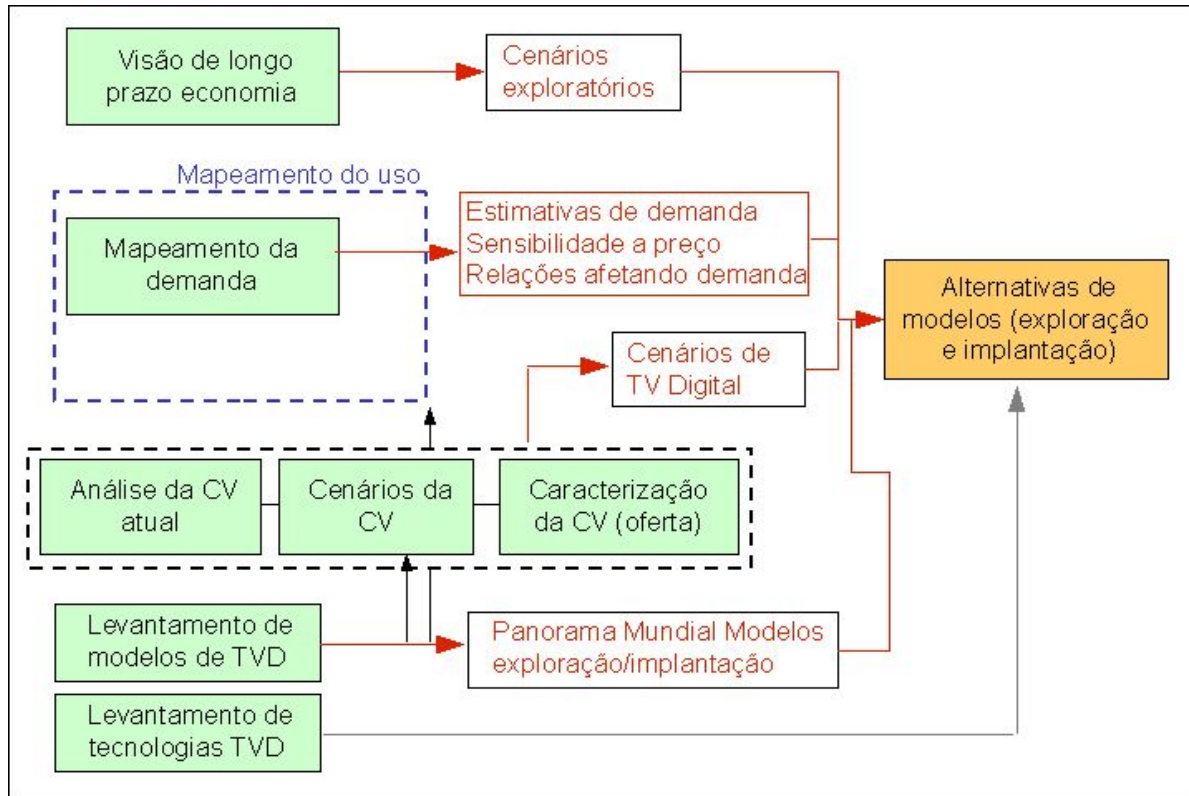 Visão de longo
prazo economia
Cenários
exploratórios
Mapeamento do uso
Mapeamento da
demanda
Estimativas de demanda
Sensibilidade a preço
Relações afetando demanda
Alternativas de
modelos (exploração
e implantação)
Cenários de
TV Digital
Análise da CV
atual
Cenários da
CV
Caracterização
da CV (oferta)
Levantamento de
modelos de TVD
Panorama Mundial Modelos
exploração/implantação
Levantamento de
tecnologias TVD